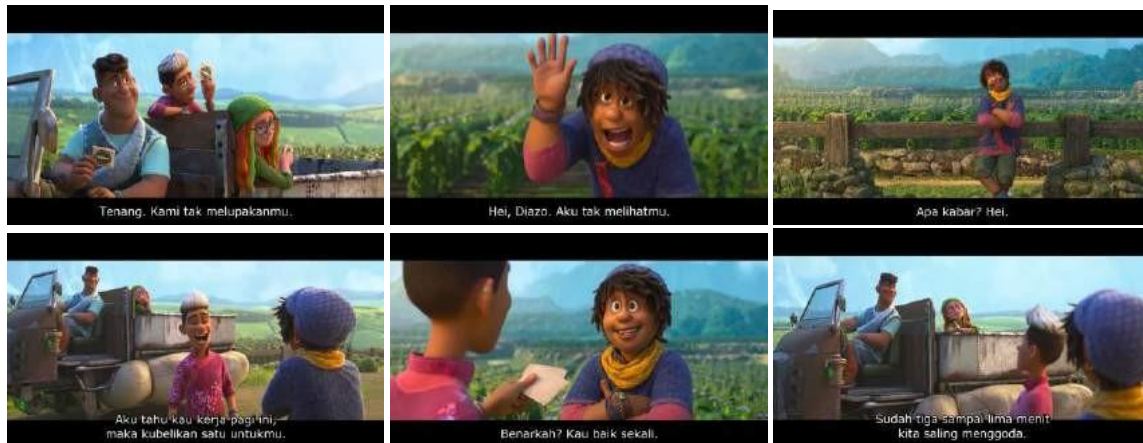 Tenang. Kami tak melupakanmu.
Hei, Diazo. Aku tak melihatmu.
Apa kabar? Hei.
Aku tahu kau kerja pagi ini,
maka kubelikan satu untukmu.
Benarkah? Kau baik sekali.
Sudah tiga sampai lima menit
kita saling menggoda.